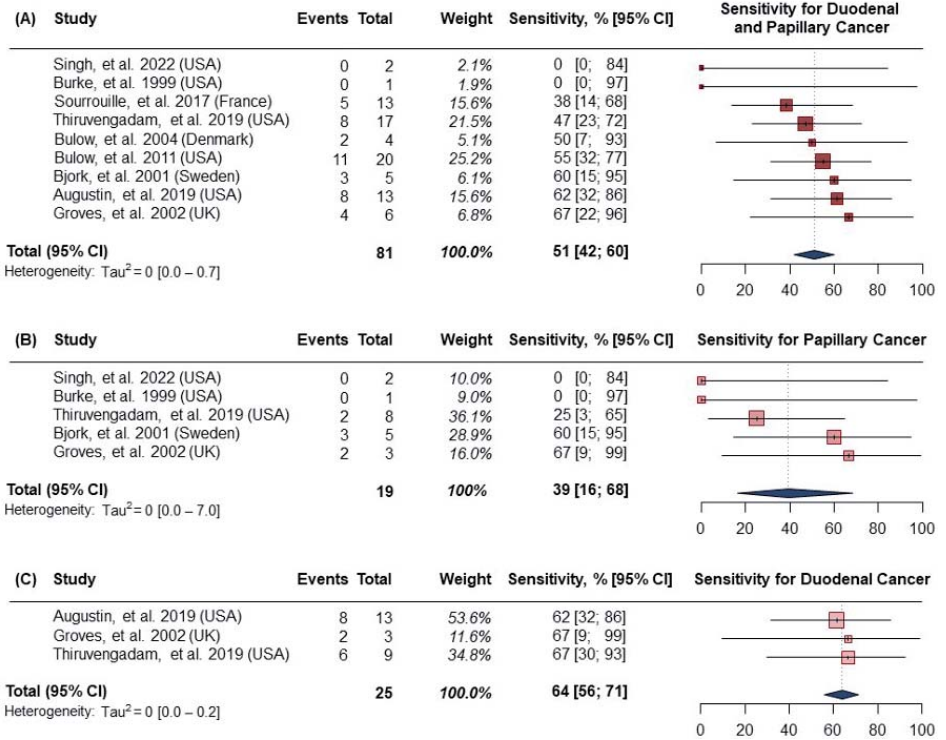 (A) Study Events Total Weight Sensitivity, % [95% CI] Sensitivity for Duodenal and Papillary Cancer
Singh, et al. 2022 (USA) 0 2 2.1% 0 [0; 84]
Burke, et al. 1999 (USA) 0 1 1.9% 0 [0; 97]
Sourrouille, et al. 2017 (France) 5 13 15.6% 38 [14; 68]
Thiruvengadam, et al. 2019 (USA) 8 17 21.5% 47 [23; 72]
Bulow, et al. 2004 (Denmark) 2 4 5.1% 50 [7; 93]
Bulow, et al. 2011 (USA) 11 20 25.2% 55 [32; 77]
Bjork, et al. 2001 (Sweden) 3 5 6.1% 60 [15; 95]
Augustin, et al. 2019 (USA) 8 13 15.6% 62 [32; 86]
Groves, et al. 2002 (UK) 4 6 6.8% 67 [22; 96]
Total (95% CI) 81 100.0% 51 [42; 60]
Heterogeneity: Tau² = 0 [0.0 – 0.7]
0 20 40 60 80 100
(B) Study Events Total Weight Sensitivity, % [95% CI] Sensitivity for Papillary Cancer
Singh, et al. 2022 (USA) 0 2 10.0% 0 [0; 84]
Burke, et al. 1999 (USA) 0 1 9.0% 0 [0; 97]
Thiruvengadam, et al. 2019 (USA) 2 8 36.1% 25 [3; 65]
Bjork, et al. 2001 (Sweden) 3 5 28.9% 60 [15; 95]
Groves, et al. 2002 (UK) 2 3 16.0% 67 [9; 99]
Total (95% CI) 19 100% 39 [16; 68]
Heterogeneity: Tau² = 0 [0.0 – 7.0]
0 20 40 60 80 100
(C) Study Events Total Weight Sensitivity, % [95% CI] Sensitivity for Duodenal Cancer
Augustin, et al. 2019 (USA) 8 13 53.6% 62 [32; 86]
Groves, et al. 2002 (UK) 2 3 11.6% 67 [9; 99]
Thiruvengadam, et al. 2019 (USA) 6 9 34.8% 67 [30; 93]
Total (95% CI) 25 100.0% 64 [56; 71]
Heterogeneity: Tau² = 0 [0.0 – 0.2]
0 20 40 60 80 100